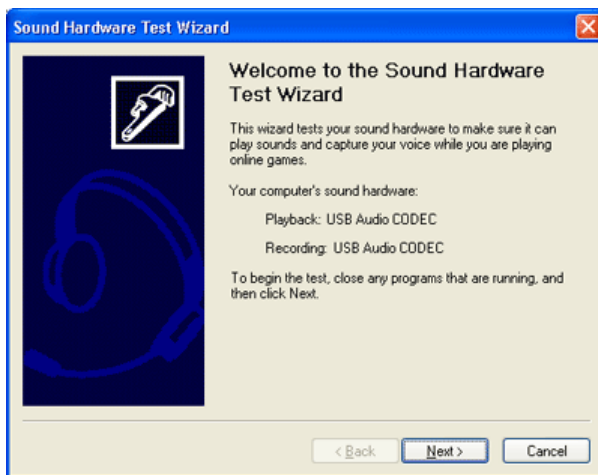 Sound Hardware Test Wizard
Welcome to the Sound Hardware
Test Wizard
This wizard tests your sound hardware to make sure it can
play sounds and capture your voice while you are playing
online games.
Your computer's sound hardware:
Playback: USB Audio CODEC
Recording: USB Audio CODEC
To begin the test, close any programs that are running, and
then click Next.
< Back
Next >
Cancel